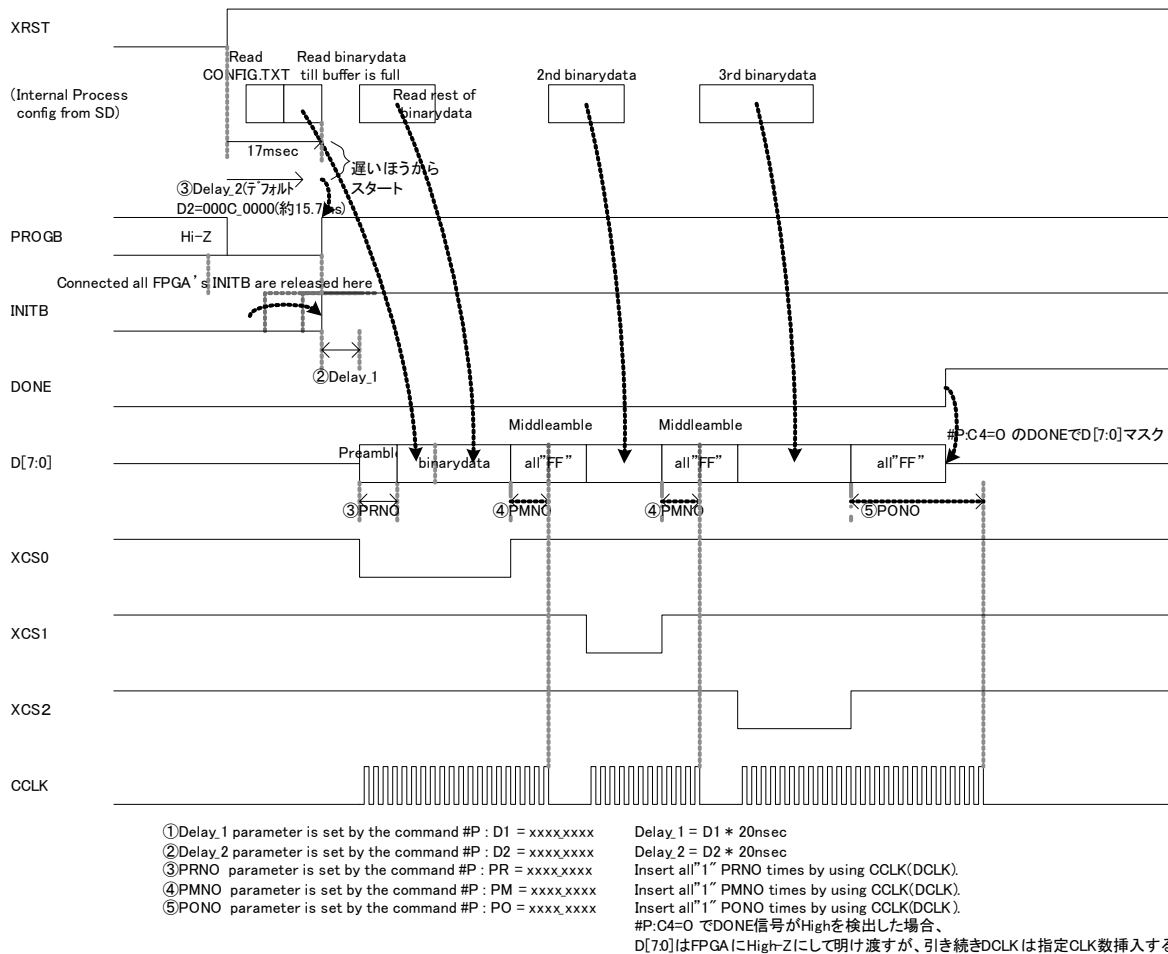 XRST
Read
CONFIG.TXT
Read binarydata
till buffer is full
2nd binarydata
3rd binarydata
(Internal Process
config from SD)
Read rest of
binarydata
17msec
遅いほうから
スタート
③Delay_2(デフォルト
D2=000C_0000(約15.7ms)
PROGB
Hi-Z
Connected all FPGA's INITB are released here
INITB
②Delay_1
DONE
Middleamble
Middleamble
#P:C4=0 のDONEでD[7:0]マスク
D[7:0]
Preamble
binarydata
all"FF"
all"FF"
all"FF"
③PRNO
④PMNO
④PMNO
⑤PONO
XCS0
XCS1
XCS2
CCLK
①Delay_1 parameter is set by the command #P : D1 = xxxx_xxxx Delay_1 = D1 * 20nsec
②Delay_2 parameter is set by the command #P : D2 = xxxx_xxxx Delay_2 = D2 * 20nsec
③PRNO parameter is set by the command #P : PR = xxxx_xxxx Insert all"1" PRNO times by using CCLK(DCLK).
④PMNO parameter is set by the command #P : PM = xxxx_xxxx Insert all"1" PMNO times by using CCLK(DCLK).
⑤PONO parameter is set by the command #P : PO = xxxx_xxxx Insert all"1" PONO times by using CCLK(DCLK).
#P:C4=0 でDONE信号がHighを検出した場合、
D[7:0]はFPGAにHigh-Zにして明け渡すが、引き続きDCLKは指定CLK数挿入する